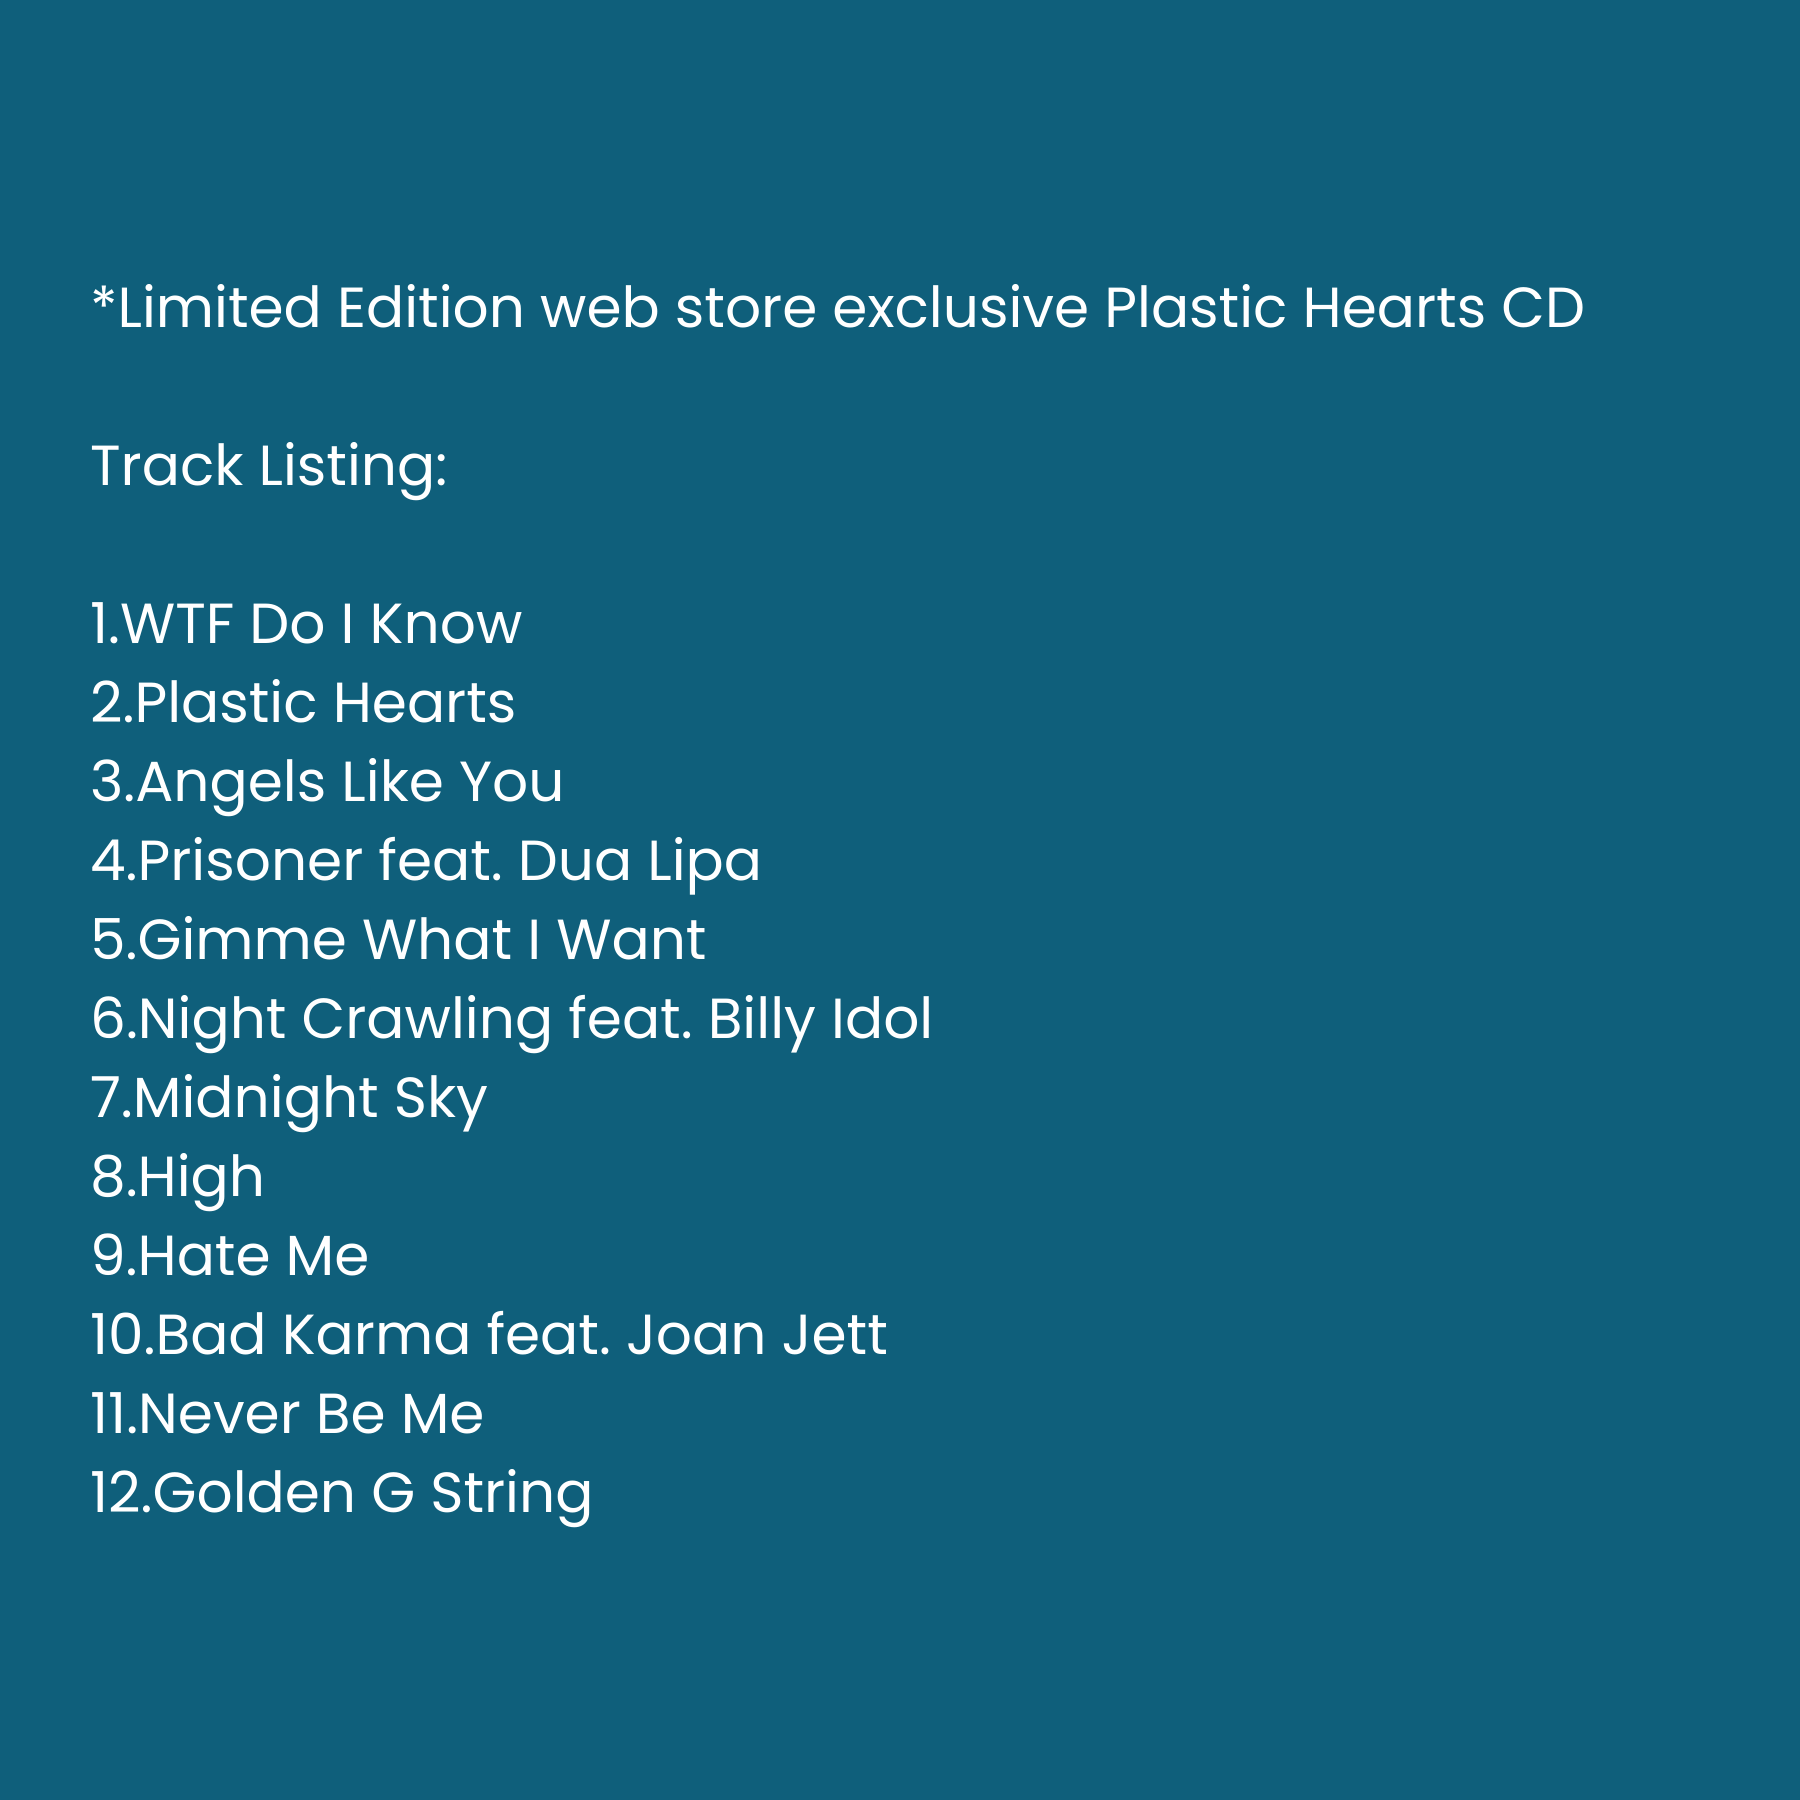 *Limited Edition web store exclusive Plastic Hearts CD
Track Listing:
1.WTF Do I Know
2.Plastic Hearts
3.Angels Like You
4.Prisoner feat. Dua Lipa
5.Gimme What I Want
6.Night Crawling feat. Billy Idol
7.Midnight Sky
8.High
9.Hate Me
10.Bad Karma feat. Joan Jett
11.Never Be Me
12.Golden G String